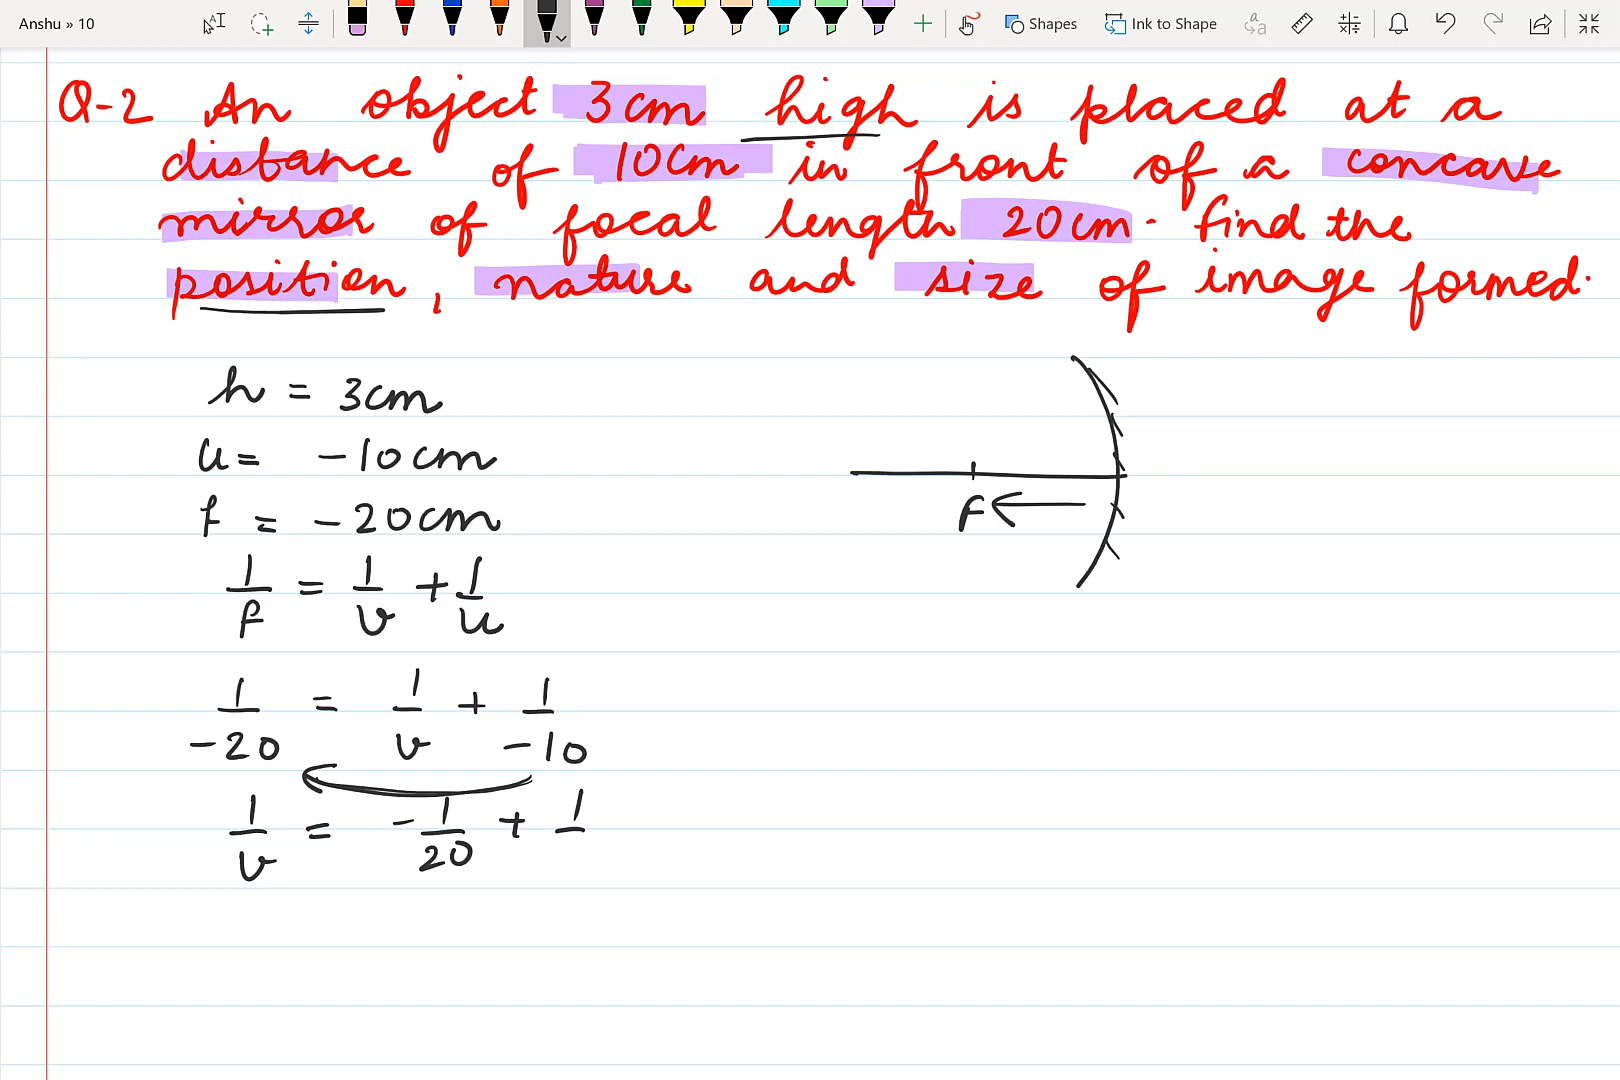 Anshu » 10 Shapes Ink to Shape
Q-2 An object 3cm high is placed at a
distance of 10cm in front of a concave
mirror of focal length 20cm. find the
position, nature and size of image formed.
h = 3cm
u = -10cm
f = -20cm
F
1/f = 1/v + 1/u
1/-20 = 1/v + 1/-10
1/v = -1/20 + 1